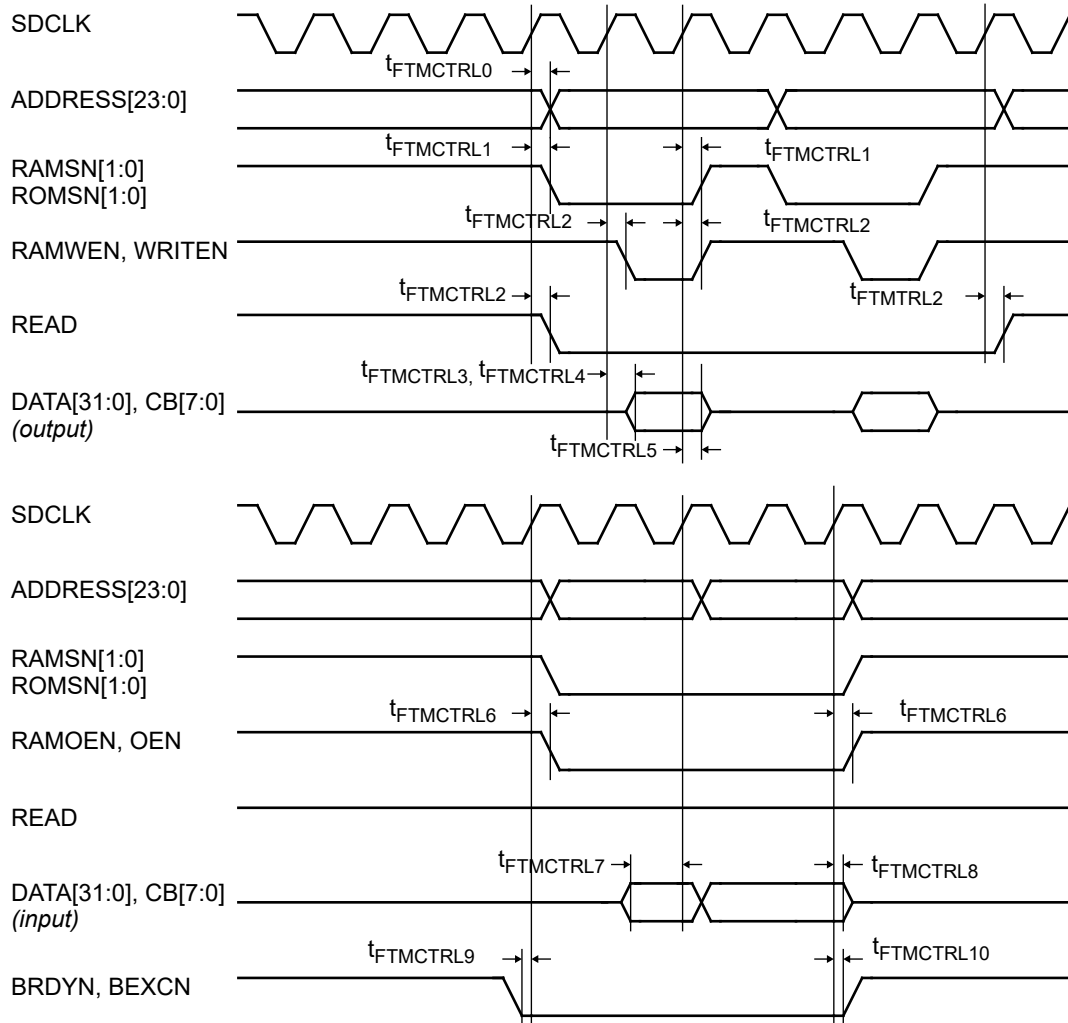 SDCLK
tFTMCTRL0
ADDRESS[23:0]
tFTMCTRL1
tFTMCTRL1
RAMSN[1:0]
ROMSN[1:0]
tFTMCTRL2
tFTMCTRL2
RAMWEN, WRITEN
tFTMCTRL2
tFTMTRL2
READ
tFTMCTRL3, tFTMCTRL4
DATA[31:0], CB[7:0]
(output)
tFTMCTRL5
SDCLK
ADDRESS[23:0]
RAMSN[1:0]
ROMSN[1:0]
tFTMCTRL6
tFTMCTRL6
RAMOEN, OEN
READ
tFTMCTRL7
tFTMCTRL8
DATA[31:0], CB[7:0]
(input)
tFTMCTRL9
tFTMCTRL10
BRDYN, BEXCN